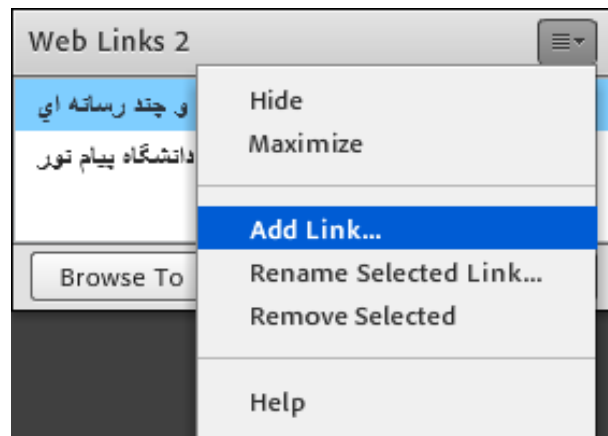 Web Links 2
و چند رسانه اي
دانشگاه پيام نور
Hide
Maximize
Add Link...
Rename Selected Link...
Remove Selected
Help
Browse To